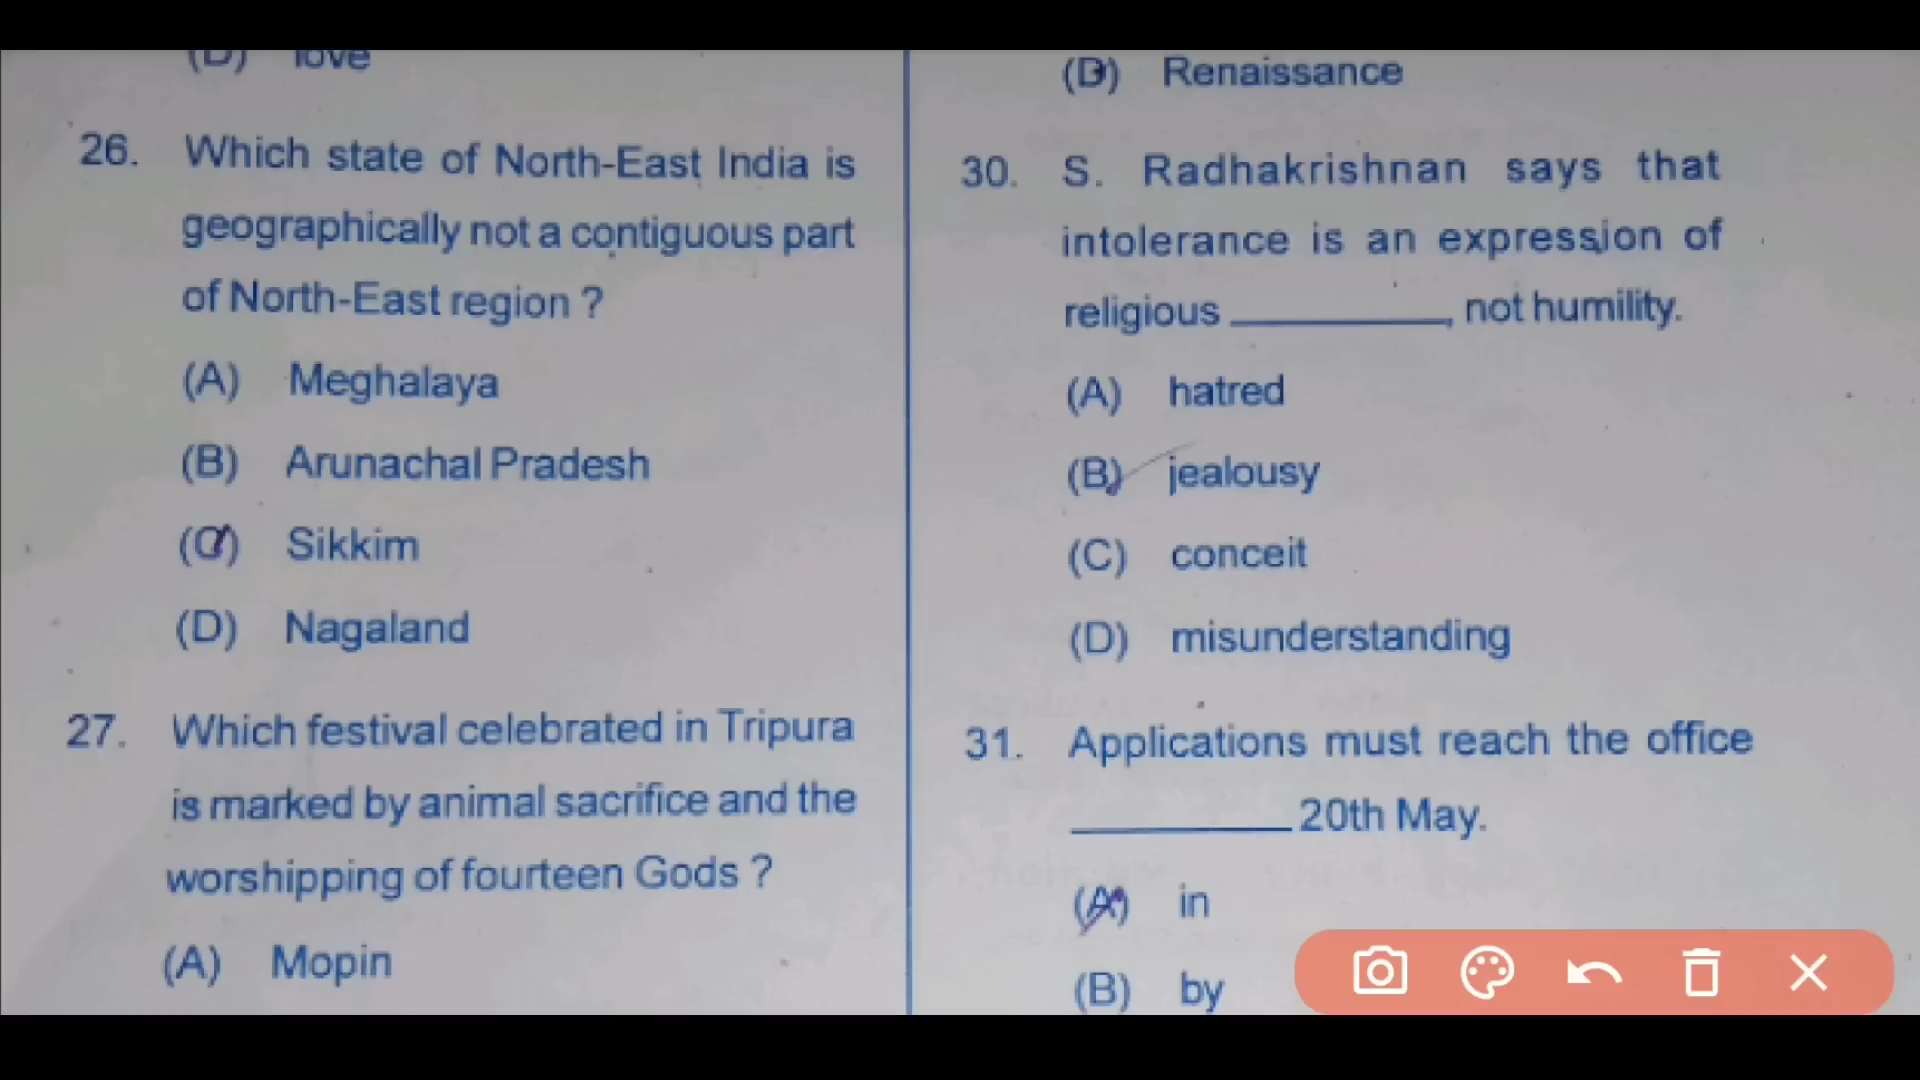 (D) love
26. Which state of North-East India is
geographically not a contiguous part
of North-East region ?
(A) Meghalaya
(B) Arunachal Pradesh
(C) Sikkim
(D) Nagaland
27. Which festival celebrated in Tripura
is marked by animal sacrifice and the
worshipping of fourteen Gods ?
(A) Mopin
(D) Renaissance
30. S. Radhakrishnan says that
intolerance is an expression of
religious __________, not humility.
(A) hatred
(B) jealousy
(C) conceit
(D) misunderstanding
31. Applications must reach the office
__________ 20th May.
(A) in
(B) by